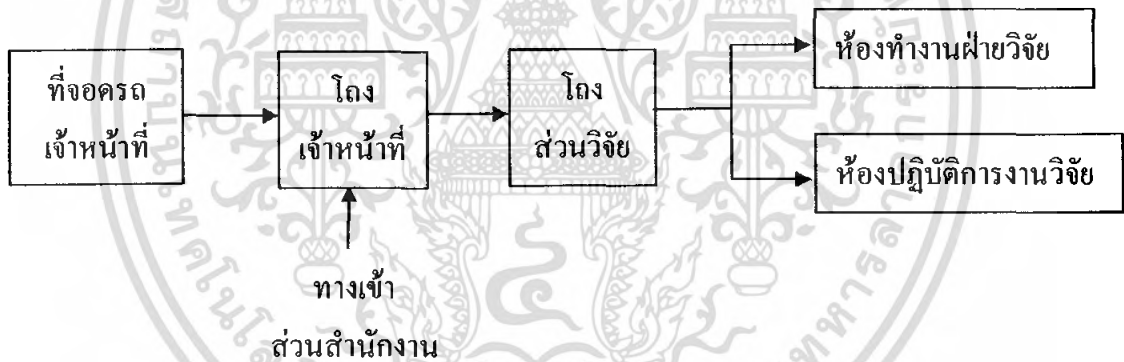 ที่จอดรถ
เจ้าหน้าที่
โถง
เจ้าหน้าที่
โถง
ส่วนวิจัย
ห้องทำงานฝ่ายวิจัย
ห้องปฏิบัติการงานวิจัย
ทางเข้า
ส่วนสำนักงาน